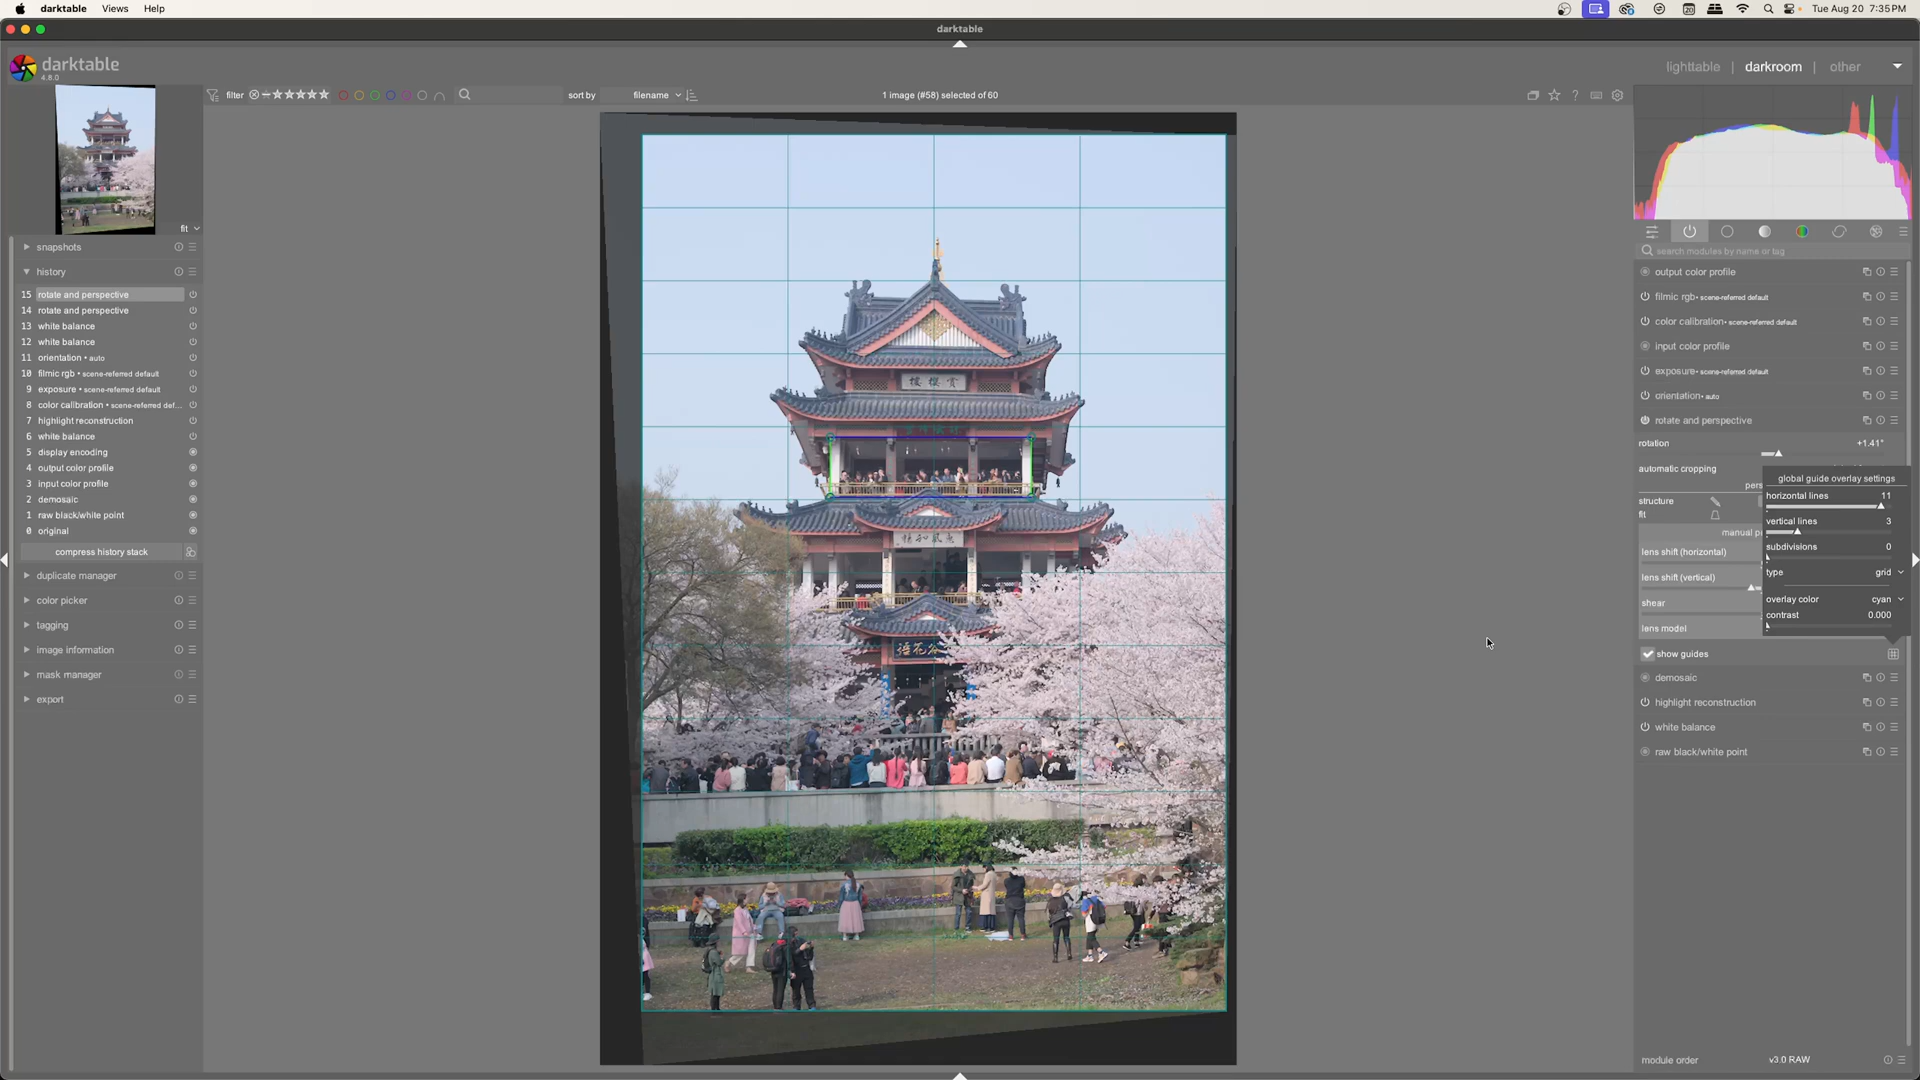 darktable Views Help
Tue Aug 20 7:35 PM
darktable
darktable
4.8.0
lighttable | darkroom | other
filter
sort by filename
1 image (#58) selected of 60
fit
snapshots
history
15 rotate and perspective
14 rotate and perspective
13 white balance
12 white balance
11 orientation • auto
10 filmic rgb • scene-referred default
9 exposure • scene-referred default
8 color calibration • scene-referred def...
7 highlight reconstruction
6 white balance
5 display encoding
4 output color profile
3 input color profile
2 demosaic
1 raw black/white point
0 original
compress history stack
duplicate manager
color picker
tagging
image information
mask manager
export
search modules by name or tag
output color profile
filmic rgb • scene-referred default
color calibration • scene-referred default
input color profile
exposure • scene-referred default
orientation • auto
rotate and perspective
rotation +1.41°
automatic cropping
pers
structure
fit
manual p
lens shift (horizontal)
lens shift (vertical)
shear
lens model
global guide overlay settings
horizontal lines 11
vertical lines 3
subdivisions 0
type grid
overlay color cyan
contrast 0.000
show guides
demosaic
highlight reconstruction
white balance
raw black/white point
module order v3.0 RAW